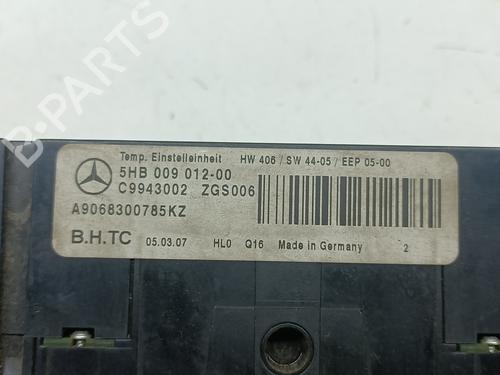 B-PARTS
Temp. Einstelleinheit HW 406 / SW 44-05 / EEP 05-00
5HB 009 012-00
C9943002 ZGS006
A9068300785KZ
B.H.TC 05.03.07 HL0 Q16 Made in Germany 2